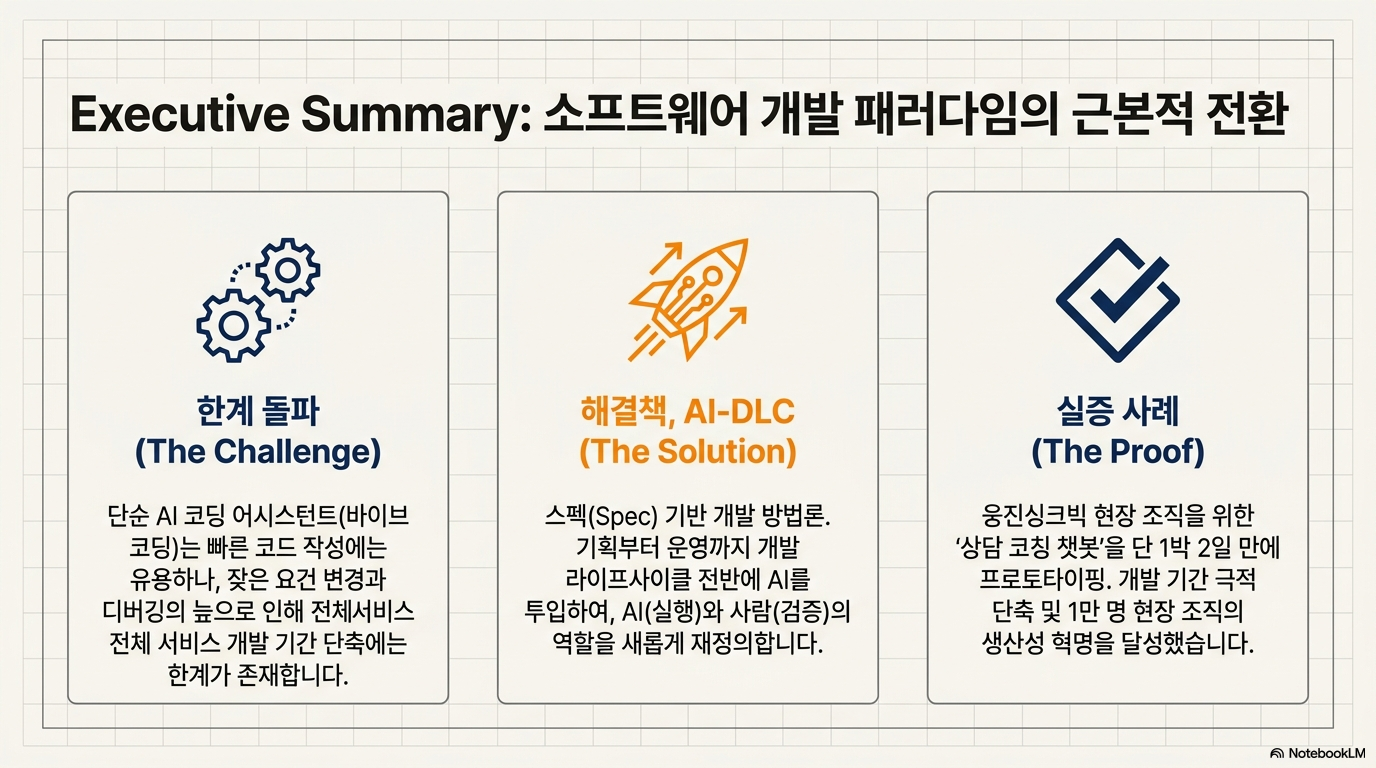 Executive Summary: 소프트웨어 개발 패러다임의 근본적 전환
한계 돌파
(The Challenge)
단순 AI 코딩 어시스턴트(바이브
코딩)는 빠른 코드 작성에는
유용하나, 잦은 요건 변경과
디버깅의 늪으로 인해 전체서비스
전체 서비스 개발 기간 단축에는
한계가 존재합니다.
해결책, AI-DLC
(The Solution)
스펙(Spec) 기반 개발 방법론.
기획부터 운영까지 개발
라이프사이클 전반에 AI를
투입하여, AI(실행)와 사람(검증)의
역할을 새롭게 재정의합니다.
실증 사례
(The Proof)
웅진싱크빅 현장 조직을 위한
‘상담 코칭 챗봇’을 단 1박 2일 만에
프로토타이핑. 개발 기간 극적
단축 및 1만 명 현장 조직의
생산성 혁명을 달성했습니다.
NotebookLM